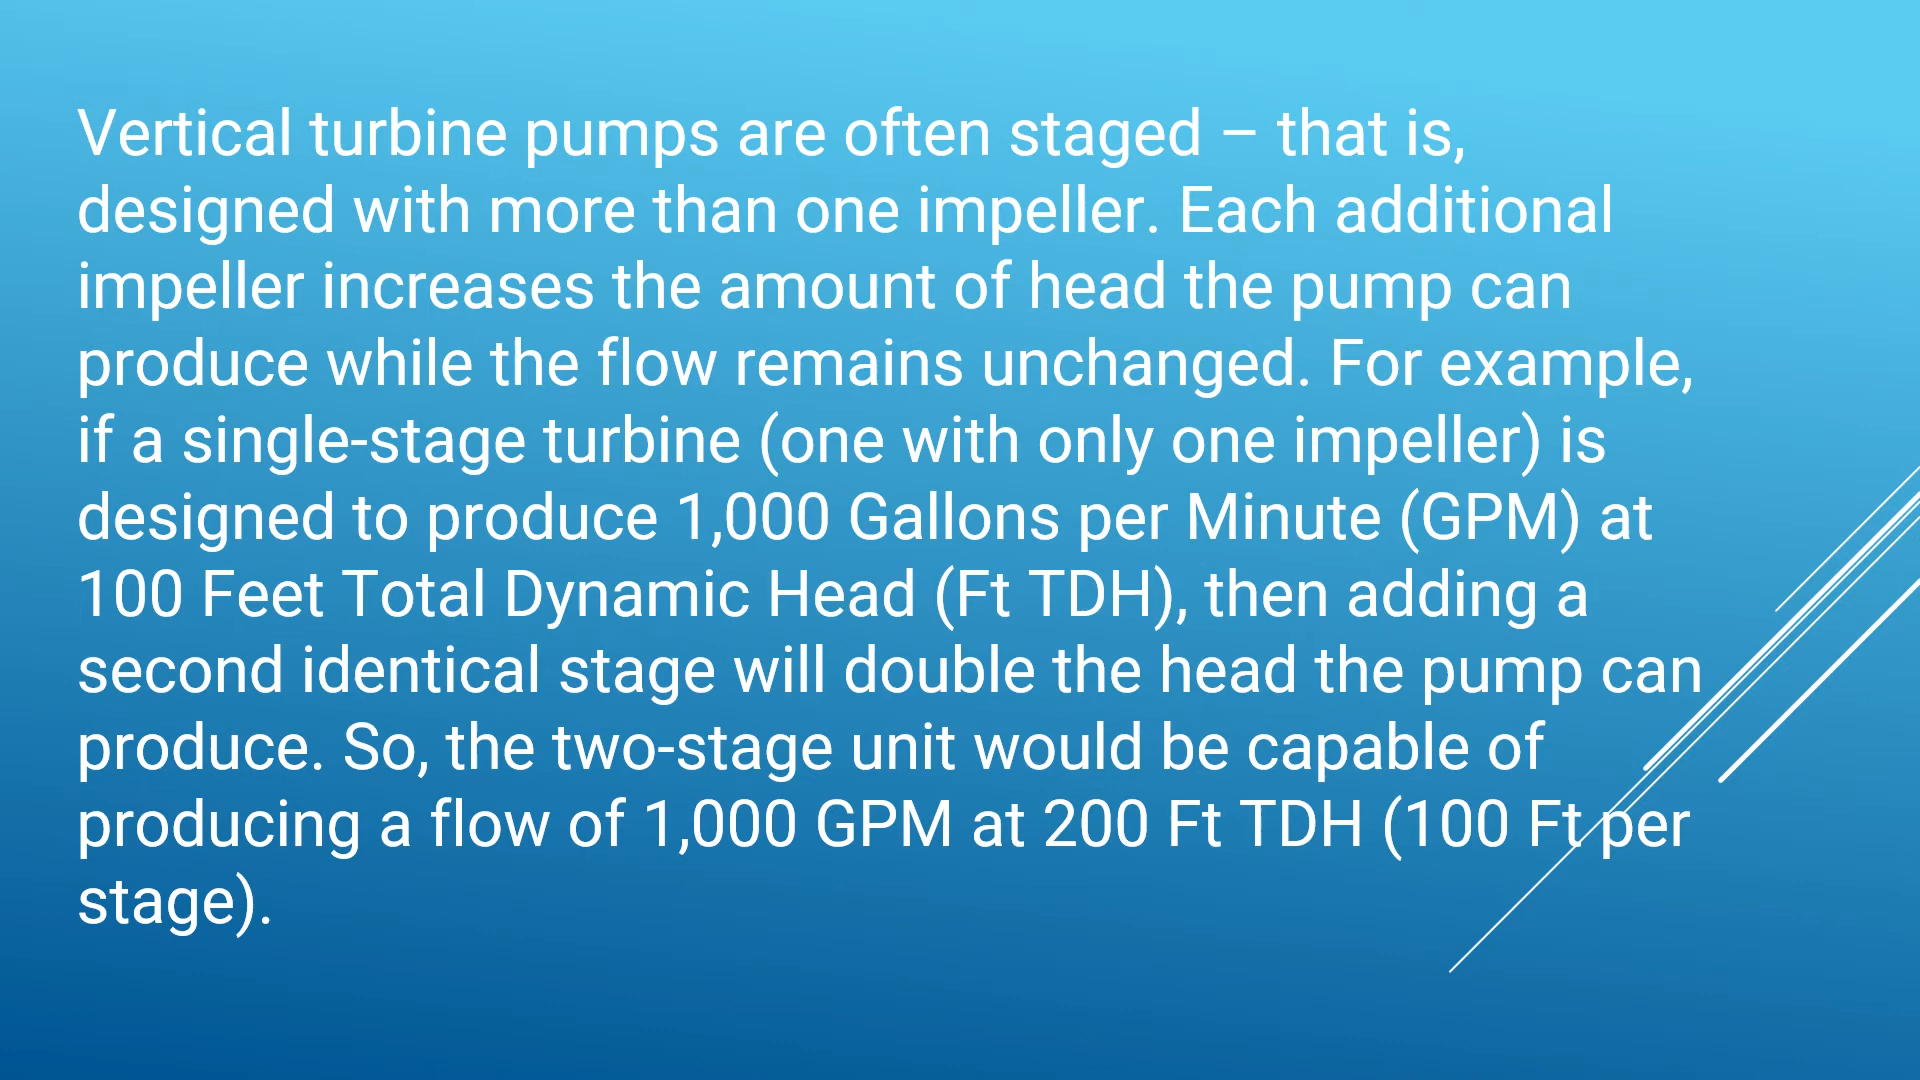 Vertical turbine pumps are often staged – that is,
designed with more than one impeller. Each additional
impeller increases the amount of head the pump can
produce while the flow remains unchanged. For example,
if a single-stage turbine (one with only one impeller) is
designed to produce 1,000 Gallons per Minute (GPM) at
100 Feet Total Dynamic Head (Ft TDH), then adding a
second identical stage will double the head the pump can
produce. So, the two-stage unit would be capable of
producing a flow of 1,000 GPM at 200 Ft TDH (100 Ft per
stage).